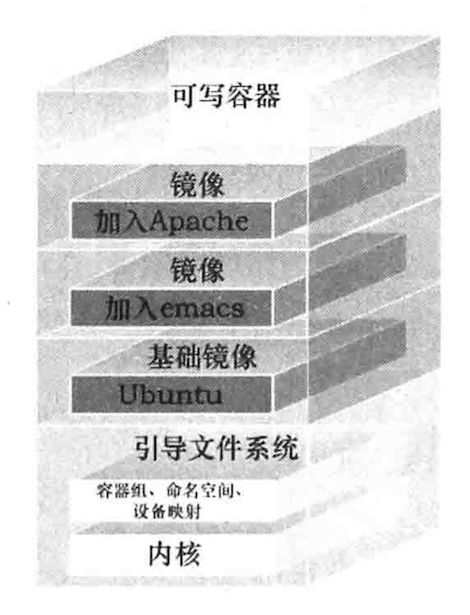 可写容器
镜像
加入Apache
镜像
加入emacs
基础镜像
Ubuntu
引导文件系统
容器组、命名空间、
设备映射
内核